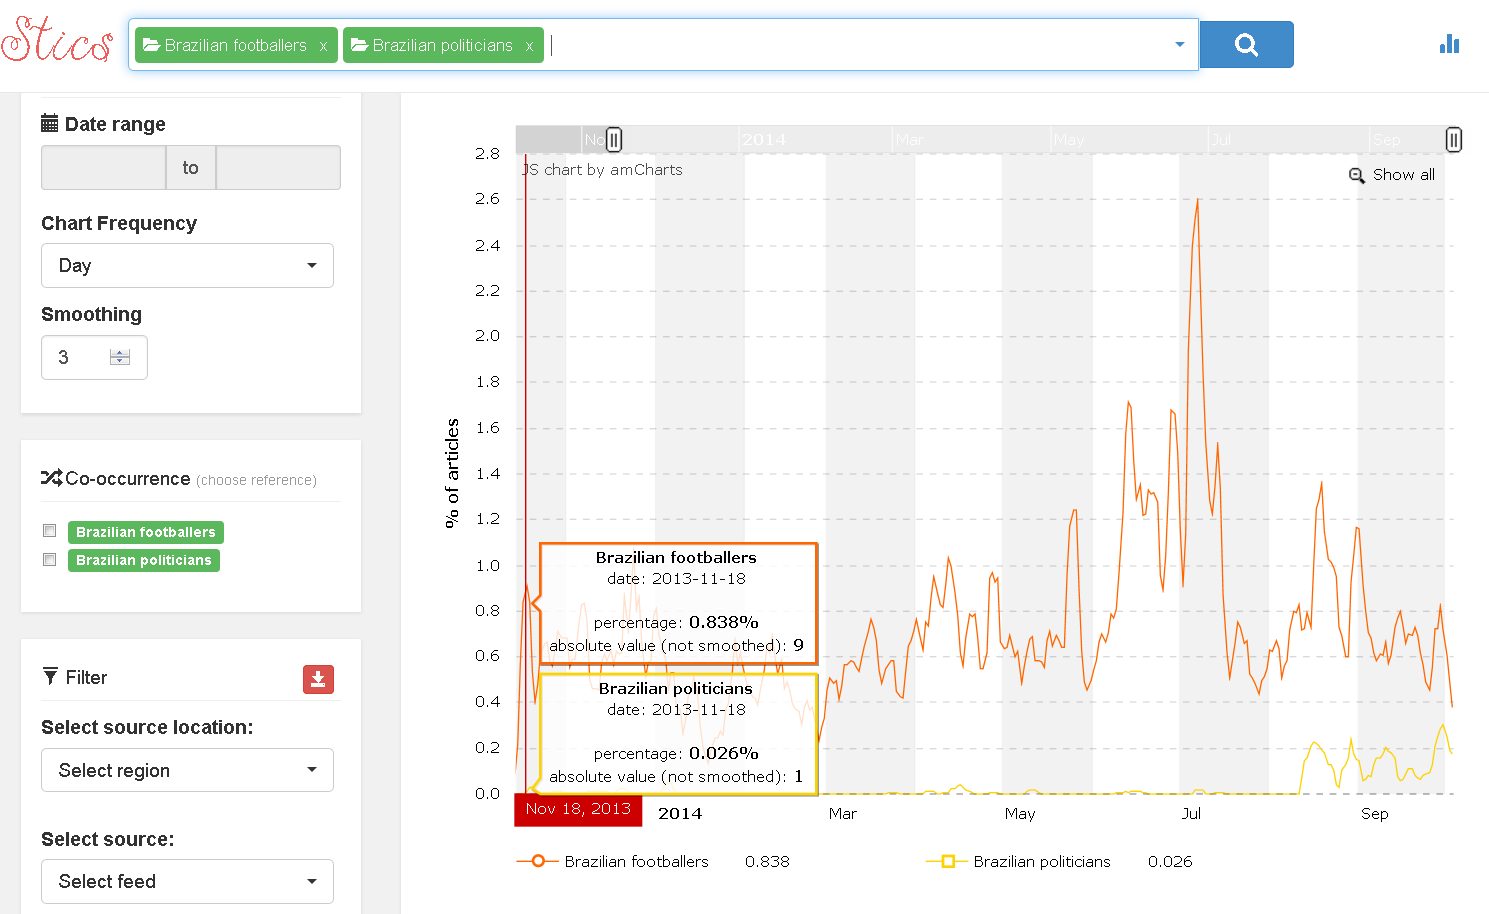 Stics
Brazilian footballers x Brazilian politicians x
Date range
to
Chart Frequency
Day
Smoothing
3
Co-occurrence (choose reference)
Brazilian footballers
Brazilian politicians
Filter
Select source location:
Select region
Select source:
Select feed
No 2014 Mar May Jul Sep
JS chart by amCharts
Show all
% of articles
2.8
2.6
2.4
2.2
2.0
1.8
1.6
1.4
1.2
1.0
0.8
0.6
0.4
0.2
0.0
Brazilian footballers
date: 2013-11-18
percentage: 0.838%
absolute value (not smoothed): 9
Brazilian politicians
date: 2013-11-18
percentage: 0.026%
absolute value (not smoothed): 1
Nov 18, 2013 2014 Mar May Jul Sep
Brazilian footballers 0.838 Brazilian politicians 0.026